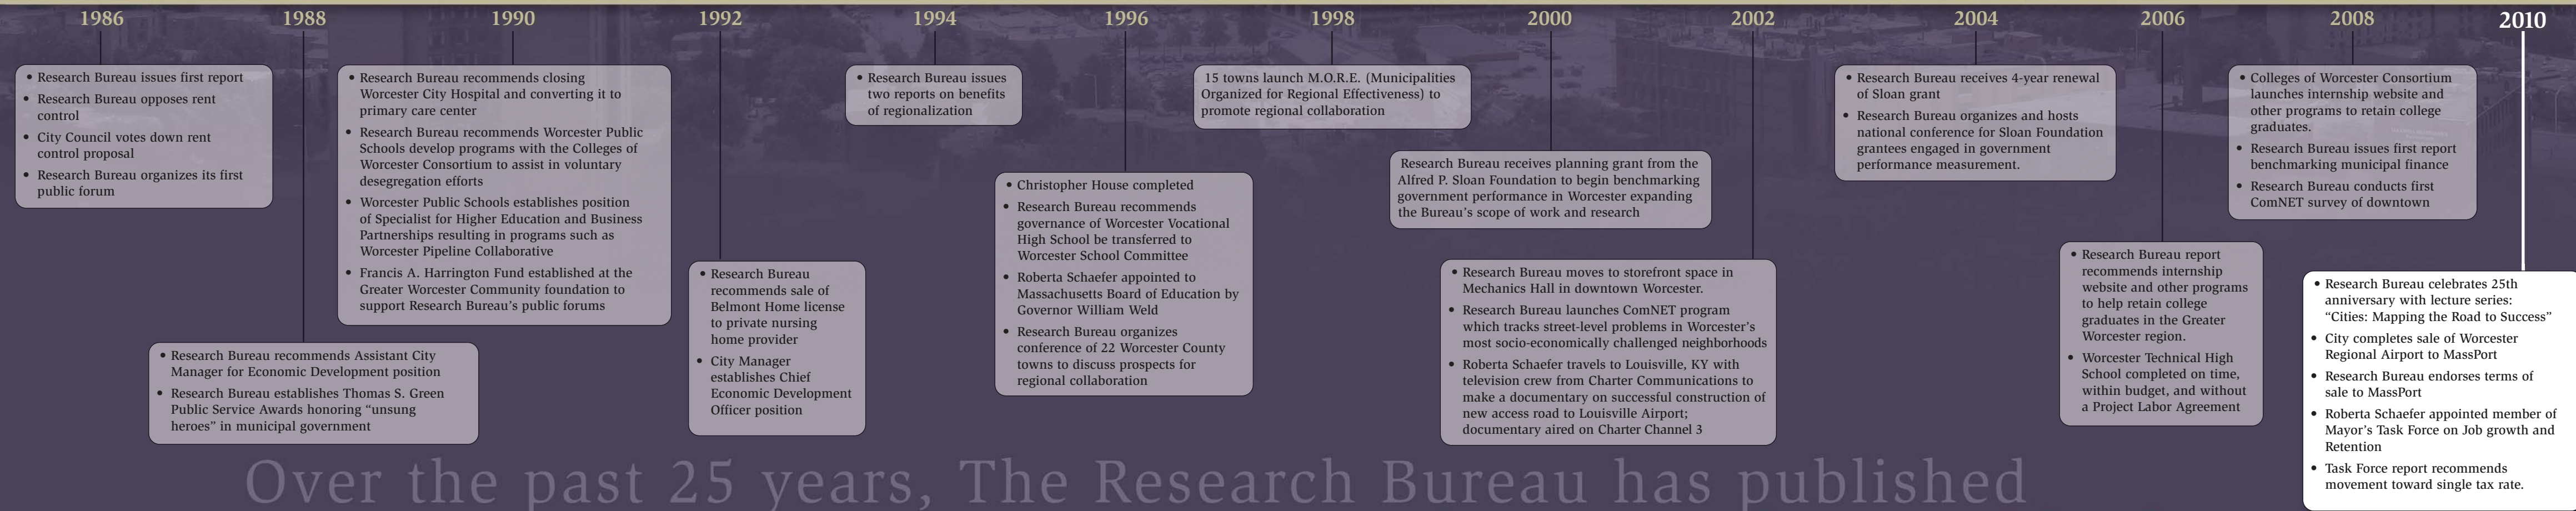 1986
1988
1990
1992
1994
1996
1998
2000
2002
2004
2006
2008
2010
• Research Bureau issues first report
• Research Bureau opposes rent
control
• City Council votes down rent
control proposal
• Research Bureau organizes its first
public forum
• Research Bureau recommends Assistant City
Manager for Economic Development position
• Research Bureau establishes Thomas S. Green
Public Service Awards honoring “unsung
heroes” in municipal government
• Research Bureau recommends closing
Worcester City Hospital and converting it to
primary care center
• Research Bureau recommends Worcester Public
Schools develop programs with the Colleges of
Worcester Consortium to assist in voluntary
desegregation efforts
• Worcester Public Schools establishes position
of Specialist for Higher Education and Business
Partnerships resulting in programs such as
Worcester Pipeline Collaborative
• Francis A. Harrington Fund established at the
Greater Worcester Community foundation to
support Research Bureau’s public forums
• Research Bureau
recommends sale of
Belmont Home license
to private nursing
home provider
• City Manager
establishes Chief
Economic Development
Officer position
• Research Bureau issues
two reports on benefits
of regionalization
• Christopher House completed
• Research Bureau recommends
governance of Worcester Vocational
High School be transferred to
Worcester School Committee
• Roberta Schaefer appointed to
Massachusetts Board of Education by
Governor William Weld
• Research Bureau organizes
conference of 22 Worcester County
towns to discuss prospects for
regional collaboration
15 towns launch M.O.R.E. (Municipalities
Organized for Regional Effectiveness) to
promote regional collaboration
Research Bureau receives planning grant from the
Alfred P. Sloan Foundation to begin benchmarking
government performance in Worcester expanding
the Bureau’s scope of work and research
• Research Bureau moves to storefront space in
Mechanics Hall in downtown Worcester.
• Research Bureau launches ComNET program
which tracks street-level problems in Worcester’s
most socio-economically challenged neighborhoods
• Roberta Schaefer travels to Louisville, KY with
television crew from Charter Communications to
make a documentary on successful construction of
new access road to Louisville Airport;
documentary aired on Charter Channel 3
• Research Bureau receives 4-year renewal
of Sloan grant
• Research Bureau organizes and hosts
national conference for Sloan Foundation
grantees engaged in government
performance measurement.
• Research Bureau report
recommends internship
website and other programs
to help retain college
graduates in the Greater
Worcester region.
• Worcester Technical High
School completed on time,
within budget, and without
a Project Labor Agreement
• Colleges of Worcester Consortium
launches internship website and
other programs to retain college
graduates.
• Research Bureau issues first report
benchmarking municipal finance
• Research Bureau conducts first
ComNET survey of downtown
• Research Bureau celebrates 25th
anniversary with lecture series:
“Cities: Mapping the Road to Success”
• City completes sale of Worcester
Regional Airport to MassPort
• Research Bureau endorses terms of
sale to MassPort
• Roberta Schaefer appointed member of
Mayor’s Task Force on Job growth and
Retention
• Task Force report recommends
movement toward single tax rate.
Over the past 25 years, The Research Bureau has published